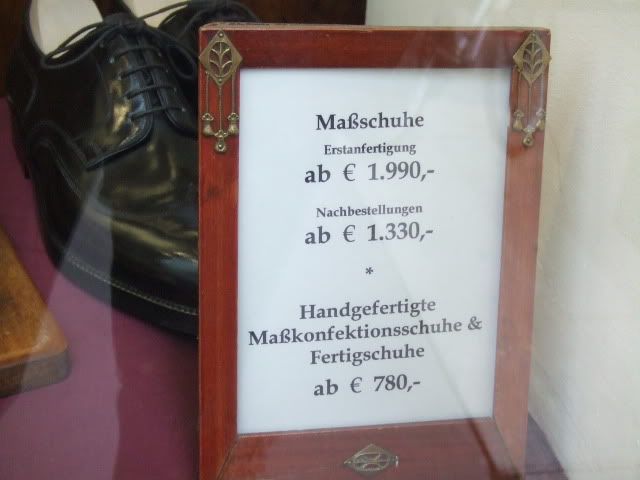 Maßschuhe
Erstanfertigung
ab € 1.990,-
Nachbestellungen
ab € 1.330,-
*
Handgefertigte
Maßkonfektionsschuhe &
Fertigschuhe
ab € 780,-